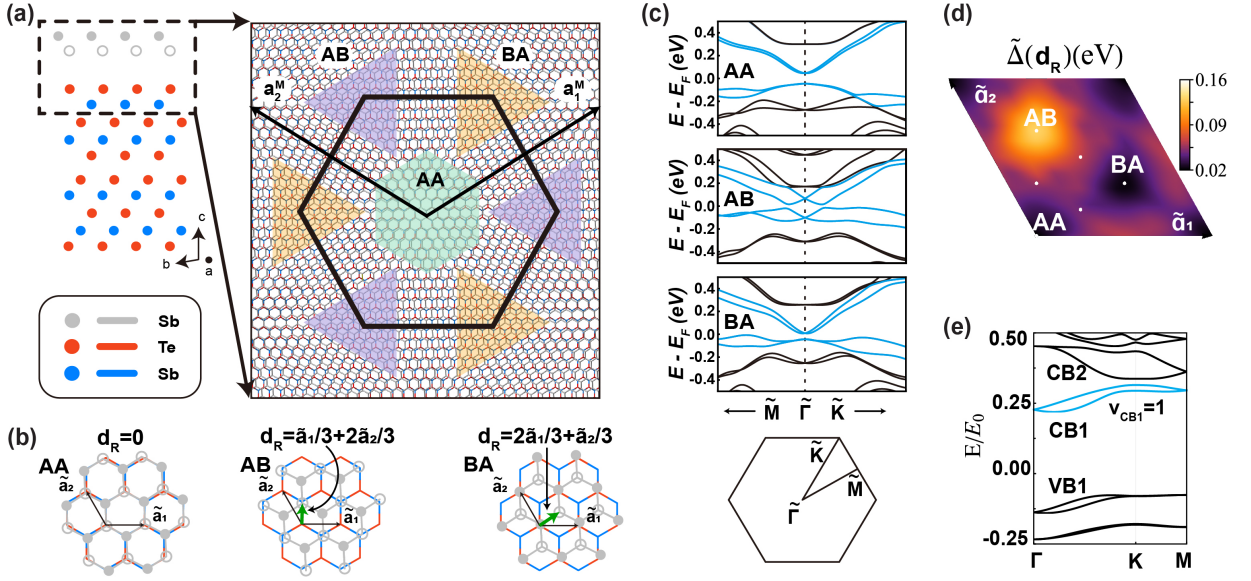 (a)
AB
BA
a₂ᴹ
a₁ᴹ
AA
c
b
a
Sb
Te
Sb
(b)
d_R=0
AA
ã₂
ã₁
d_R=ã₁/3+2ã₂/3
AB
ã₂
ã₁
d_R=2ã₁/3+ã₂/3
BA
ã₂
ã₁
(c)
E - E_F (eV)
0.4
0.2
0.0
-0.2
-0.4
AA
E - E_F (eV)
0.4
0.2
0.0
-0.2
-0.4
AB
E - E_F (eV)
0.4
0.2
0.0
-0.2
-0.4
BA
M̃ Γ̃ K̃
K̃
M̃
Γ̃
(d)
Δ̃(d_R)(eV)
ã₂
AB
BA
AA
ã₁
0.16
0.09
0.02
(e)
E/E₀
0.50
0.25
0.00
-0.25
CB2
ν_CB1=1
CB1
VB1
Γ K M